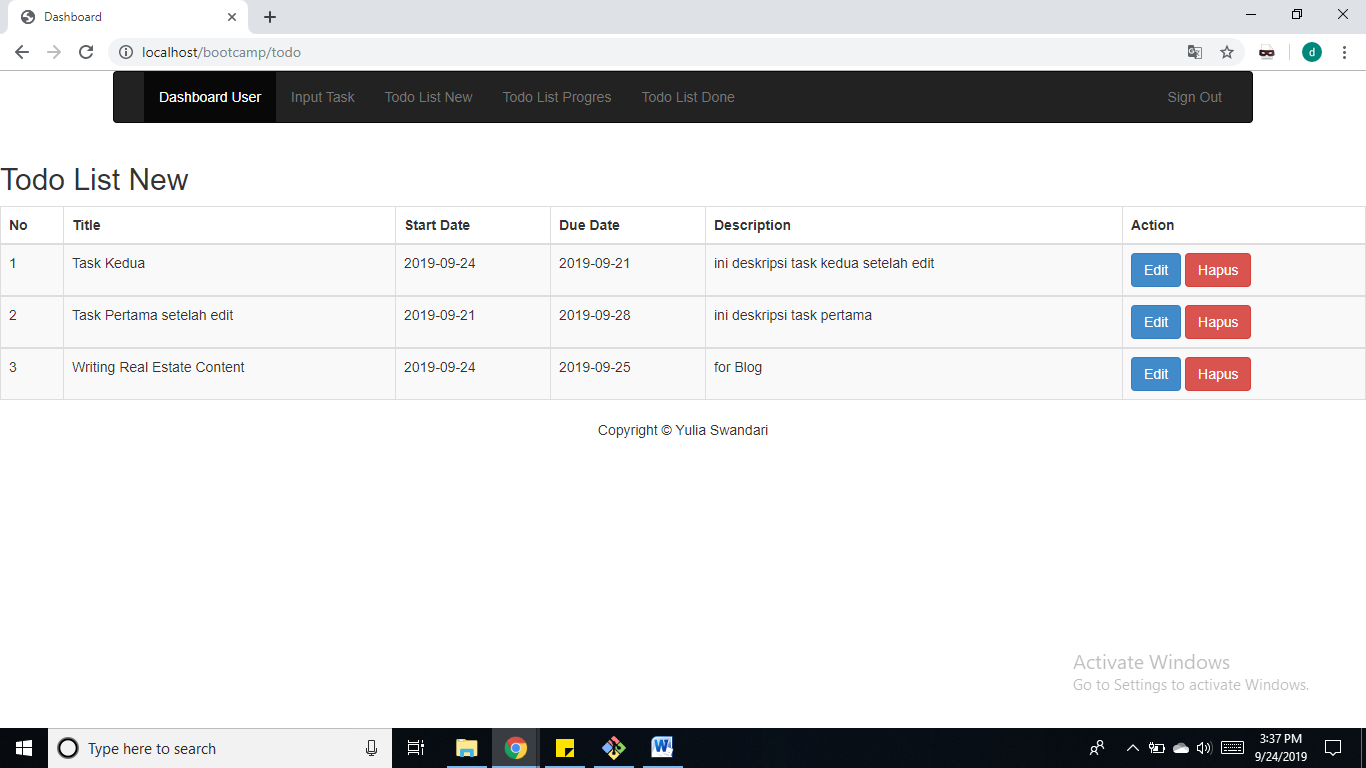 Dashboard
localhost/bootcamp/todo
d
Dashboard User Input Task Todo List New Todo List Progres Todo List Done Sign Out
Todo List New
No Title Start Date Due Date Description Action
1 Task Kedua 2019-09-24 2019-09-21 ini deskripsi task kedua setelah edit Edit Hapus
2 Task Pertama setelah edit 2019-09-21 2019-09-28 ini deskripsi task pertama Edit Hapus
3 Writing Real Estate Content 2019-09-24 2019-09-25 for Blog Edit Hapus
Copyright © Yulia Swandari
Activate Windows
Go to Settings to activate Windows.
Type here to search
3:37 PM
9/24/2019